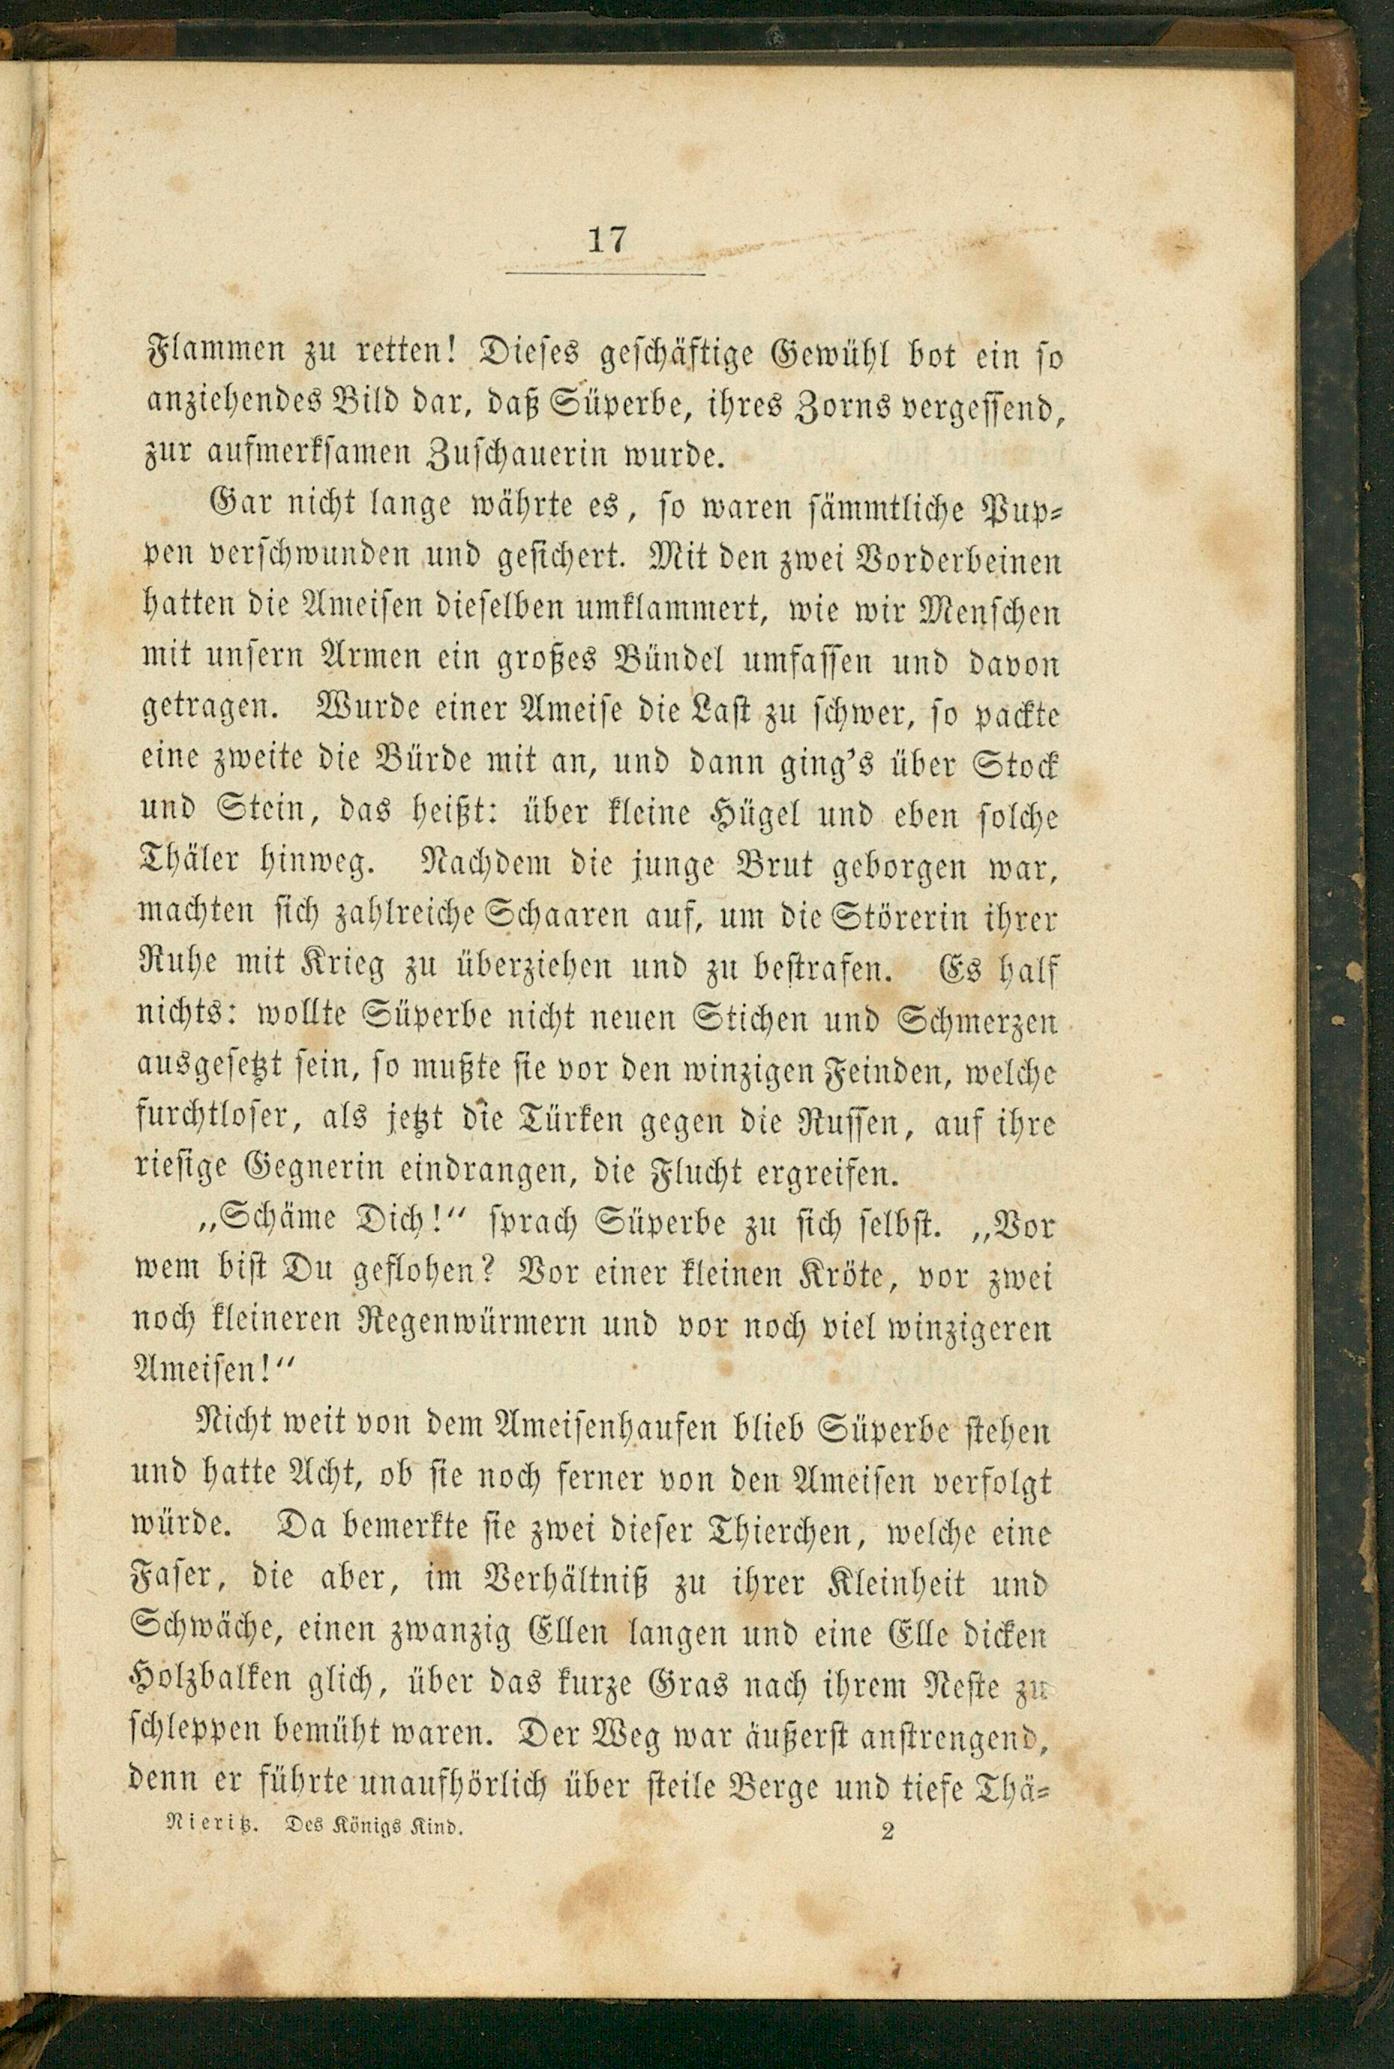 17
Flammen zu retten! Dieses geschäftige Gewühl bot ein so
anziehendes Bild dar, daß Süperbe, ihres Zorns vergessend,
zur aufmerksamen Zuschauerin wurde.
Gar nicht lange währte es, so waren sämmtliche Pup-
pen verschwunden und gesichert. Mit den zwei Vorderbeinen
hatten die Ameisen dieselben umklammert, wie wir Menschen
mit unsern Armen ein großes Bündel umfassen und davon
getragen. Wurde einer Ameise die Last zu schwer, so packte
eine zweite die Bürde mit an, und dann ging's über Stock
und Stein, das heißt: über kleine Hügel und eben solche
Thäler hinweg. Nachdem die junge Brut geborgen war,
machten sich zahlreiche Schaaren auf, um die Störerin ihrer
Ruhe mit Krieg zu überziehen und zu bestrafen. Es half
nichts: wollte Süperbe nicht neuen Stichen und Schmerzen
ausgesetzt sein, so mußte sie vor den winzigen Feinden, welche
furchtloser, als jetzt die Türken gegen die Russen, auf ihre
riesige Gegnerin eindrangen, die Flucht ergreifen.
„Schäme Dich!“ sprach Süperbe zu sich selbst. „Vor
wem bist Du geflohen? Vor einer kleinen Kröte, vor zwei
noch kleineren Regenwürmern und vor noch viel winzigeren
Ameisen!“
Nicht weit von dem Ameisenhaufen blieb Süperbe stehen
und hatte Acht, ob sie noch ferner von den Ameisen verfolgt
würde. Da bemerkte sie zwei dieser Thierchen, welche eine
Faser, die aber, im Verhältniß zu ihrer Kleinheit und
Schwäche, einen zwanzig Ellen langen und eine Elle dicken
Holzbalken glich, über das kurze Gras nach ihrem Neste zu
schleppen bemüht waren. Der Weg war äußerst anstrengend,
denn er führte unaufhörlich über steile Berge und tiefe Thä-
Nieritz. Des Königs Kind. 2